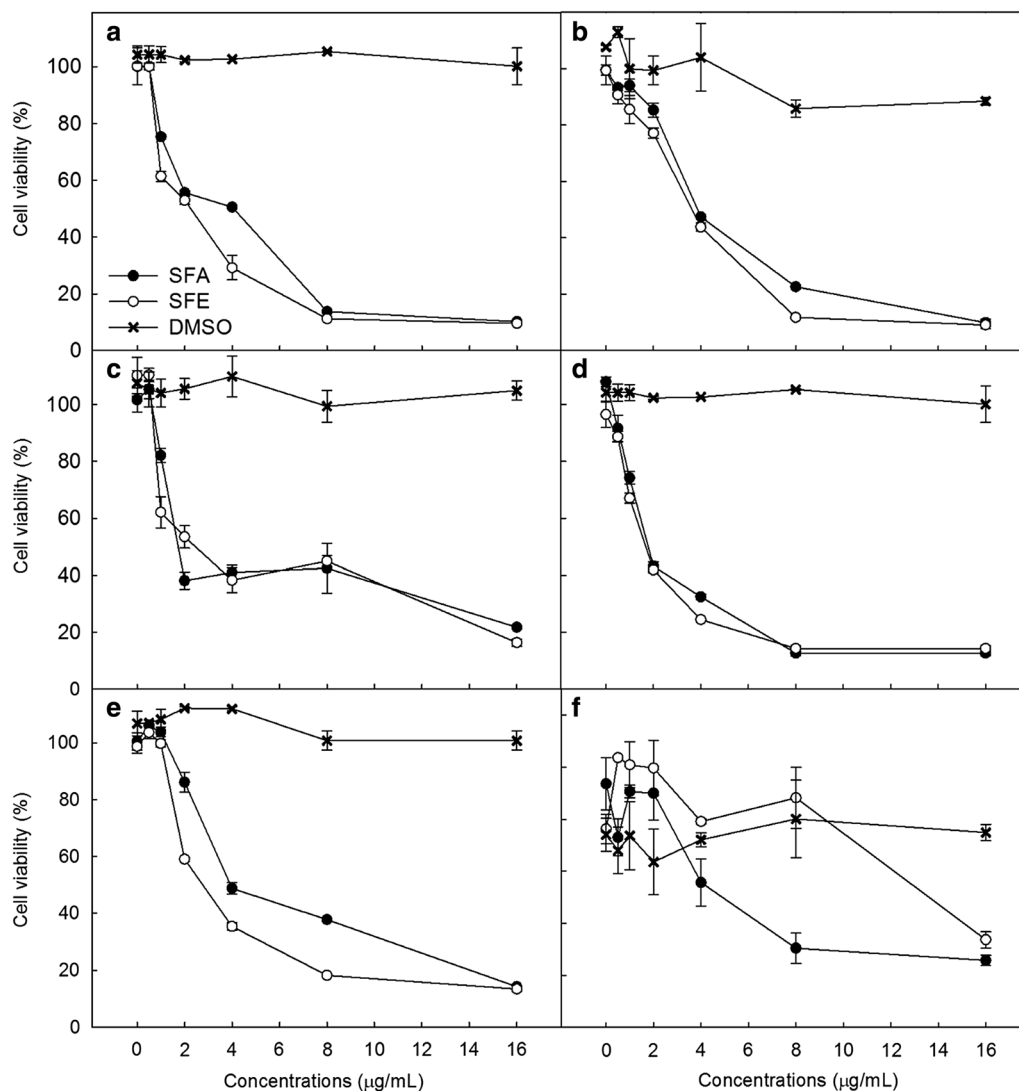 a
b
Cell viability (%)
100
80
60
40
20
0
SFA
SFE
DMSO
c
d
Cell viability (%)
100
80
60
40
20
0
e
f
Cell viability (%)
100
80
60
40
20
0
0 2 4 6 8 10 12 14 16
0 2 4 6 8 10 12 14 16
Concentrations (µg/mL)
Concentrations (µg/mL)